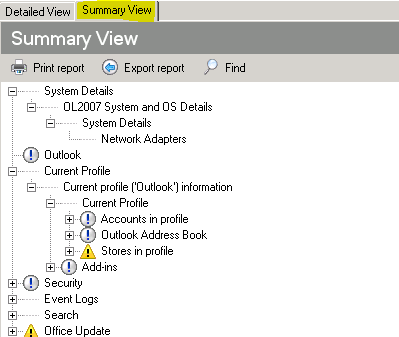 Detailed View Summary View
Summary View
Print report Export report Find
System Details
OL2007 System and OS Details
System Details
Network Adapters
Outlook
Current Profile
Current profile ('Outlook') information
Current Profile
Accounts in profile
Outlook Address Book
Stores in profile
Add-ins
Security
Event Logs
Search
Office Update